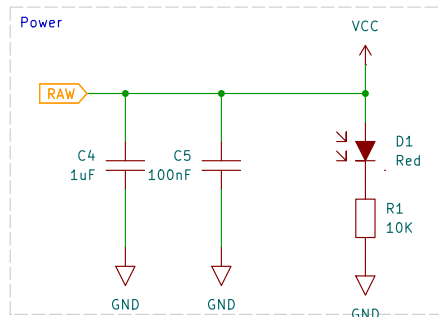 Power
VCC
RAW
C4
1uF
C5
100nF
D1
Red
R1
10K
GND
GND
GND